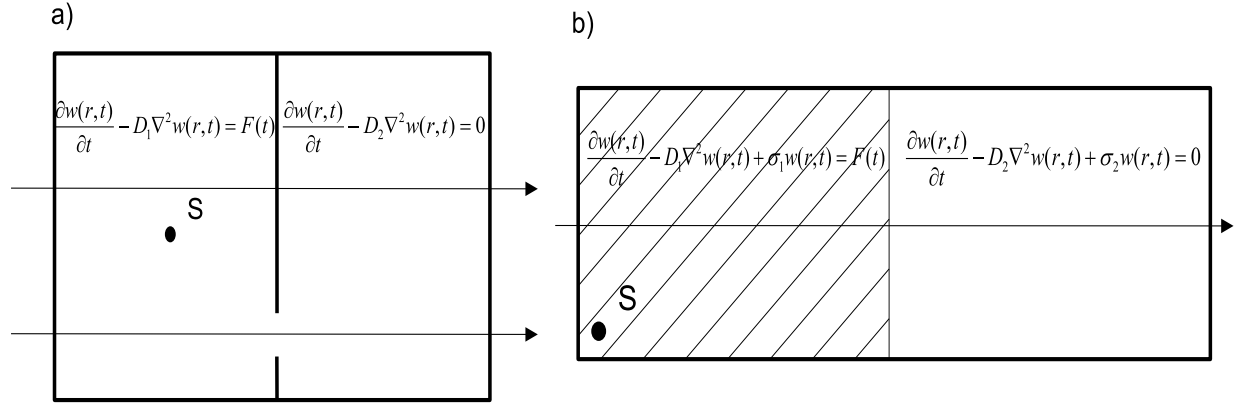 a)
∂w(r,t)/∂t − D₁∇²w(r,t) = F(t)
∂w(r,t)/∂t − D₂∇²w(r,t) = 0
S
b)
∂w(r,t)/∂t − D₁∇²w(r,t) + σ₁w(r,t) = F(t)
∂w(r,t)/∂t − D₂∇²w(r,t) + σ₂w(r,t) = 0
S